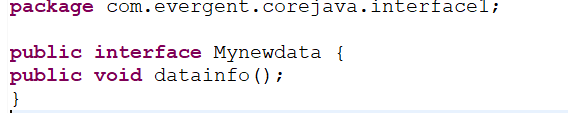 package com.evergent.corejava.interface1;
public interface Mynewdata {
public void datainfo();
}